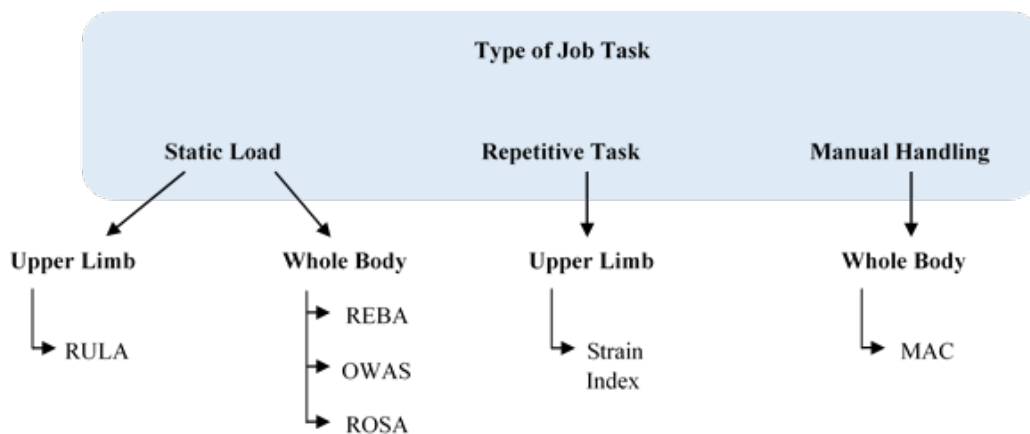 Type of Job Task
Static Load
Repetitive Task
Manual Handling
Upper Limb
Whole Body
Upper Limb
Whole Body
RULA
REBA
OWAS
ROSA
Strain
Index
MAC